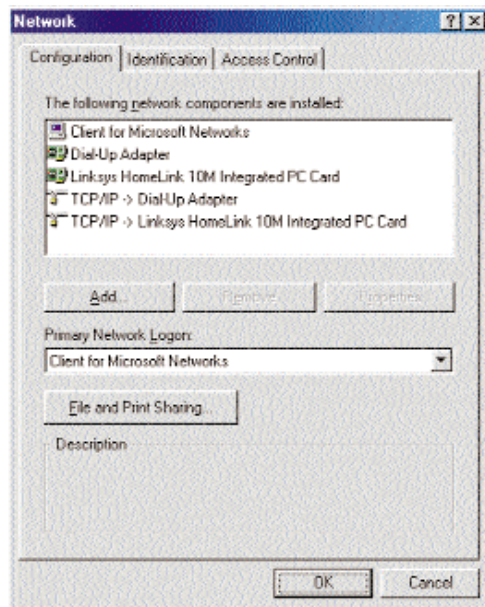 Network
Configuration Identification Access Control
The following network components are installed:
Client for Microsoft Networks
Dial-Up Adapter
Linksys HomeLink 10M Integrated PC Card
TCP/IP -> Dial-Up Adapter
TCP/IP -> Linksys HomeLink 10M Integrated PC Card
Add... Remove Properties
Primary Network Logon:
Client for Microsoft Networks
File and Print Sharing...
Description
OK Cancel